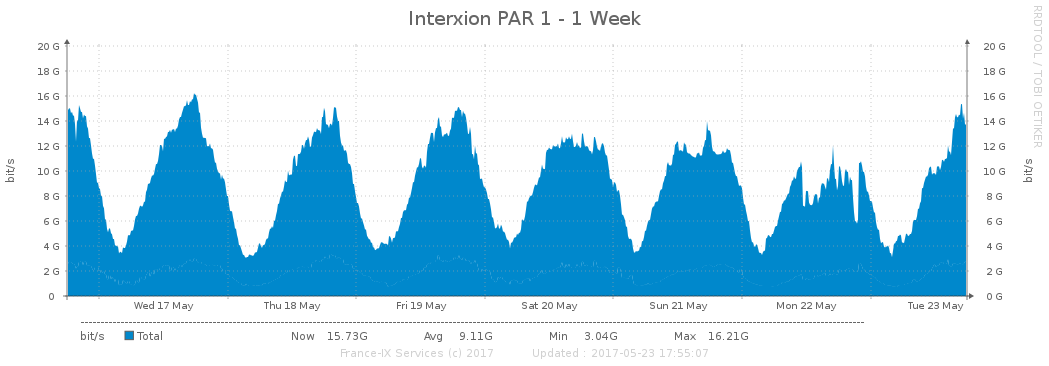 Interxion PAR 1 - 1 Week
RRDTOOL / TOBI OETIKER
20 G 20 G
18 G 18 G
16 G 16 G
14 G 14 G
12 G 12 G
10 G 10 G
8 G 8 G
6 G 6 G
4 G 4 G
2 G 2 G
0 0 G
bit/s bit/s
Wed 17 May Thu 18 May Fri 19 May Sat 20 May Sun 21 May Mon 22 May Tue 23 May
bit/s Total Now 15.73G Avg 9.11G Min 3.04G Max 16.21G
France-IX Services (c) 2017 Updated : 2017-05-23 17:55:07